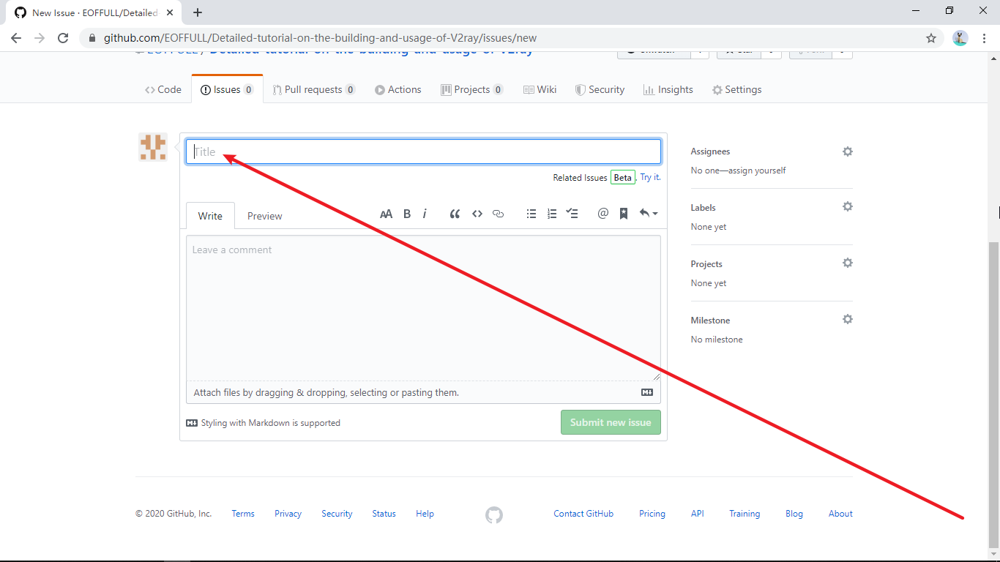 New Issue · EOFFULL/Detailed-
github.com/EOFFULL/Detailed-tutorial-on-the-building-and-usage-of-V2ray/issues/new
EOFFULL / Detailed-tutorial-on-the-building-and-usage-of-V2ray
Code Issues 0 Pull requests 0 Actions Projects 0 Wiki Security Insights Settings
Title
Related Issues Beta. Try it.
Write Preview
Leave a comment
Attach files by dragging & dropping, selecting or pasting them.
Styling with Markdown is supported
Submit new issue
Assignees
No one—assign yourself
Labels
None yet
Projects
None yet
Milestone
No milestone
© 2020 GitHub, Inc. Terms Privacy Security Status Help Contact GitHub Pricing API Training Blog About